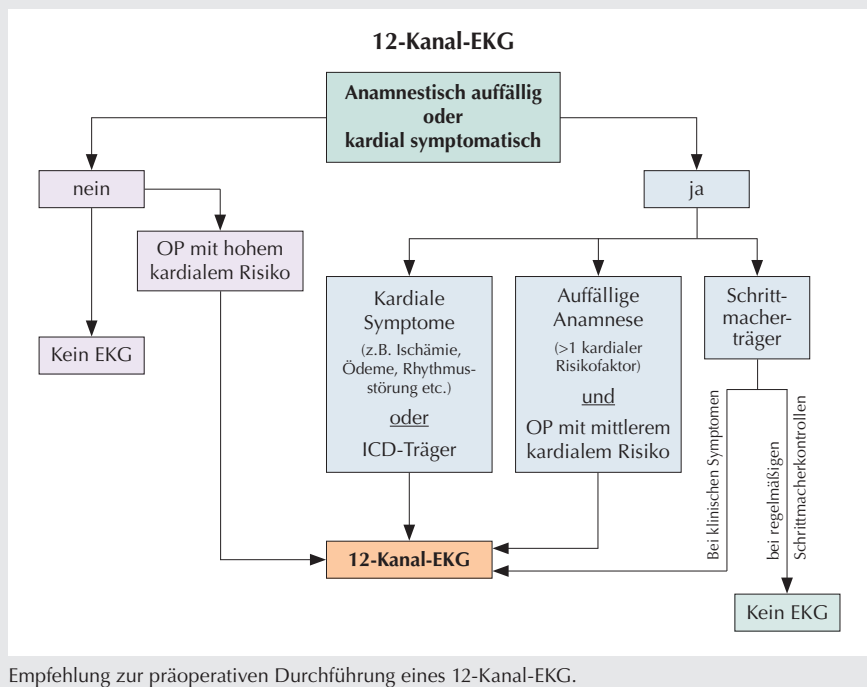 12-Kanal-EKG
Anamnestisch auffällig
oder
kardial symptomatisch
nein
ja
OP mit hohem
kardialem Risiko
Kein EKG
Kardiale
Symptome
(z.B. Ischämie,
Ödeme, Rhythmus-
störung etc.)
oder
ICD-Träger
Auffällige
Anamnese
(>1 kardialer
Risikofaktor)
und
OP mit mittlerem
kardialem Risiko
Schritt-
macher-
träger
Bei klinischen Symptomen
bei regelmäßigen
Schrittmacherkontrollen
12-Kanal-EKG
Kein EKG
Empfehlung zur präoperativen Durchführung eines 12-Kanal-EKG.